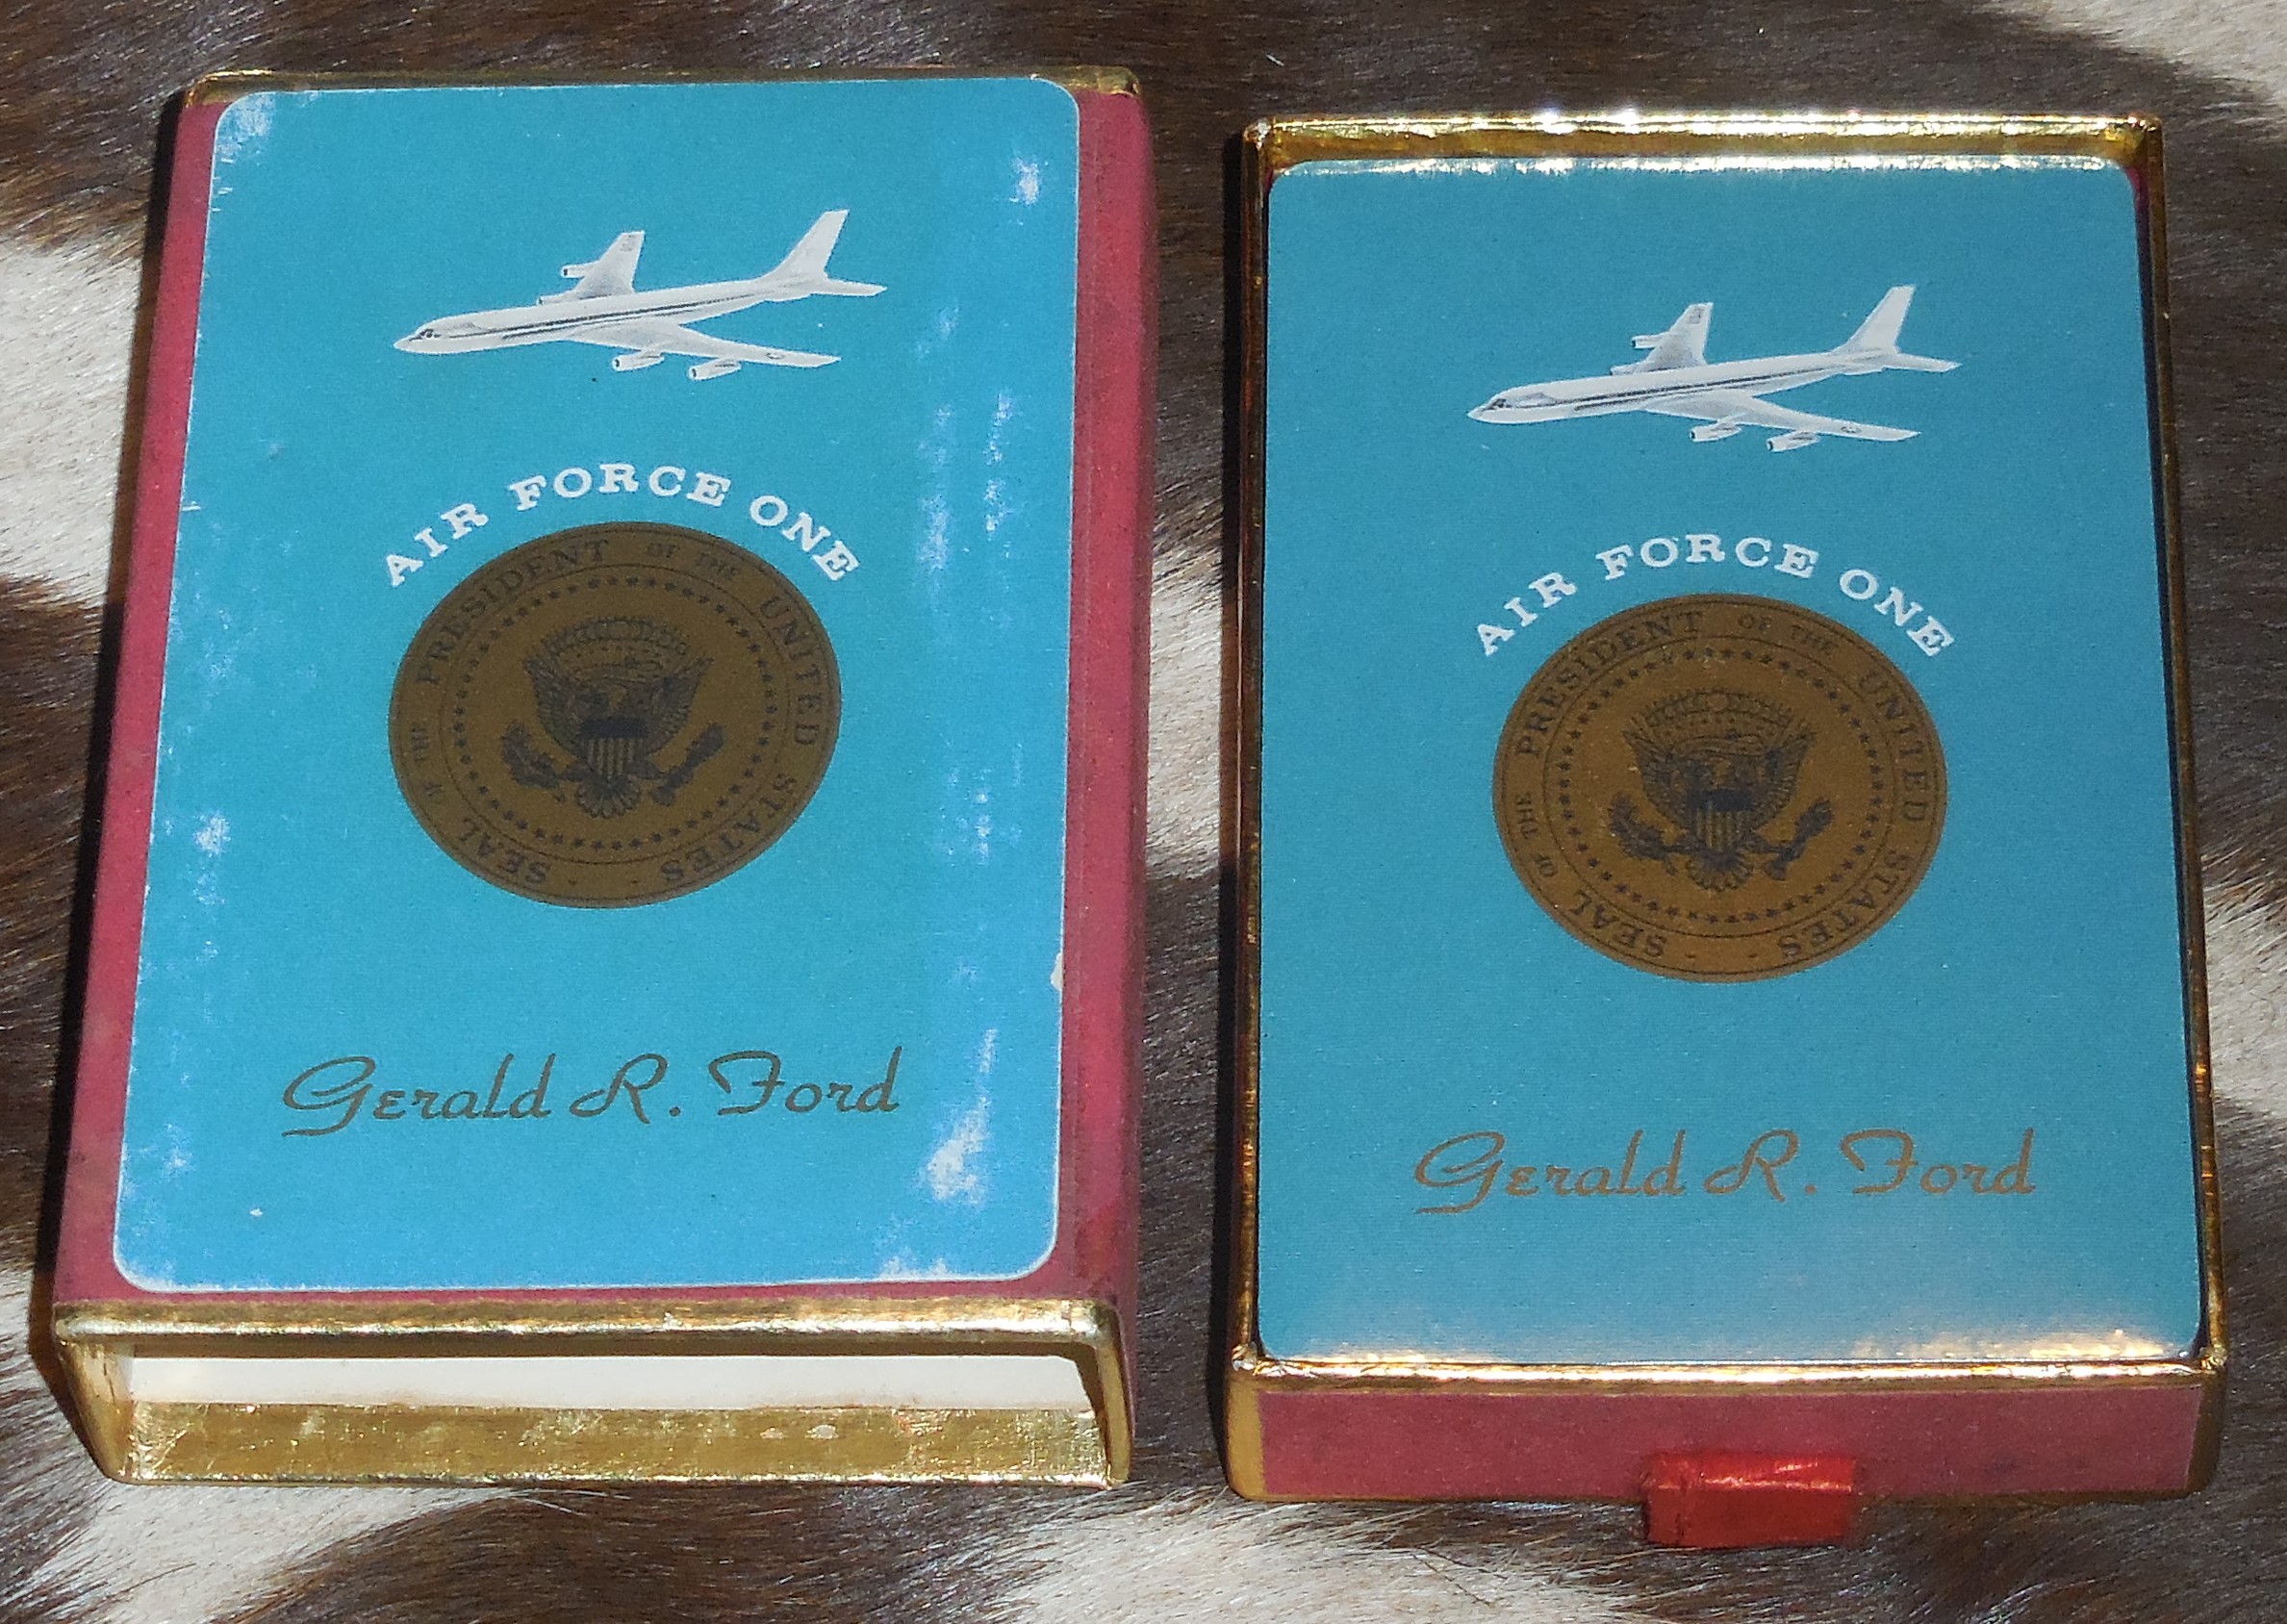 AIR FORCE ONE
SEAL OF THE PRESIDENT OF THE UNITED STATES
Gerald R. Ford
AIR FORCE ONE
SEAL OF THE PRESIDENT OF THE UNITED STATES
Gerald R. Ford